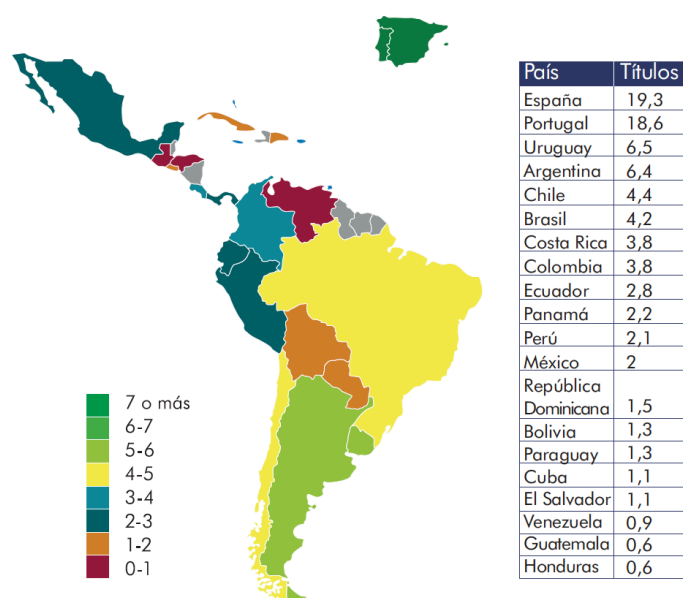 País Títulos
España 19,3
Portugal 18,6
Uruguay 6,5
Argentina 6,4
Chile 4,4
Brasil 4,2
Costa Rica 3,8
Colombia 3,8
Ecuador 2,8
Panamá 2,2
Perú 2,1
México 2
República
Dominicana 1,5
Bolivia 1,3
Paraguay 1,3
Cuba 1,1
El Salvador 1,1
Venezuela 0,9
Guatemala 0,6
Honduras 0,6
7 o más
6-7
5-6
4-5
3-4
2-3
1-2
0-1